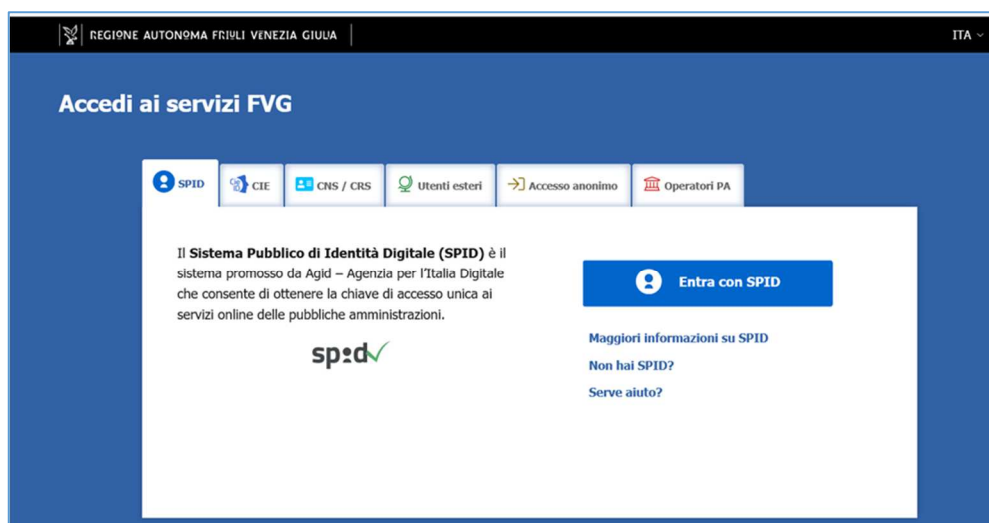 REGIONE AUTONOMA FRIULI VENEZIA GIULIA
ITA
Accedi ai servizi FVG
SPID
CIE
CNS / CRS
Utenti esteri
Accesso anonimo
Operatori PA
Il Sistema Pubblico di Identità Digitale (SPID) è il
sistema promosso da Agid – Agenzia per l'Italia Digitale
che consente di ottenere la chiave di accesso unica ai
servizi online delle pubbliche amministrazioni.
spid
Entra con SPID
Maggiori informazioni su SPID
Non hai SPID?
Serve aiuto?